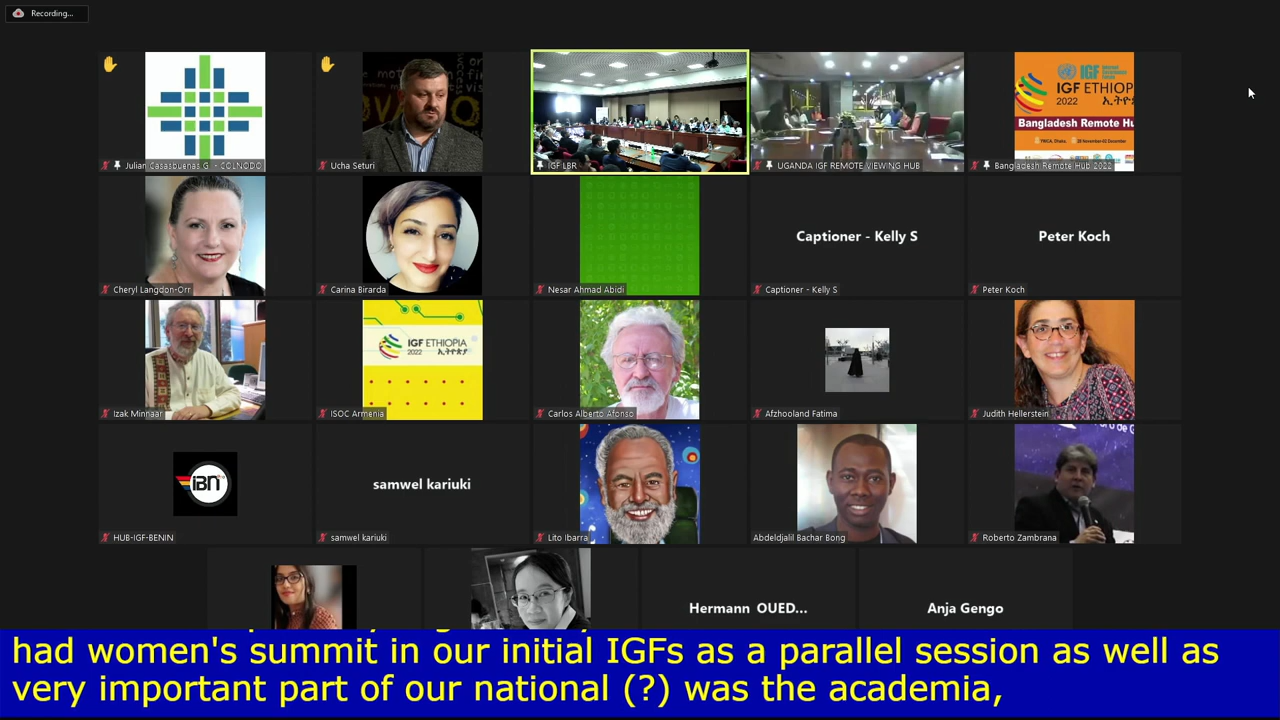 Recording...
Julian Casasbuenas G. - COLNODO
Ucha Seturi
IGF LBR
UGANDA IGF REMOTE VIEWING HUB
IGF ETHIOP
2022
Bangladesh Remote Hu
Bangladesh Remote Hub 2022
Cheryl Langdon-Orr
Carina Birarda
Nesar Ahmad Abidi
Captioner - Kelly S
Captioner - Kelly S
Peter Koch
Peter Koch
Izak Minnaar
IGF ETHIOPIA
2022 ኢትዮጵያ
ISOC Armenia
Carlos Alberto Afonso
Afzhooland Fatima
Judith Hellerstein
iBN
HUB-IGF-BENIN
samwel kariuki
samwel kariuki
Lito Ibarra
Abdeldjalil Bachar Bong
Roberto Zambrana
Hermann OUED...
Anja Gengo
had women's summit in our initial IGFs as a parallel session as well as
very important part of our national (?) was the academia,